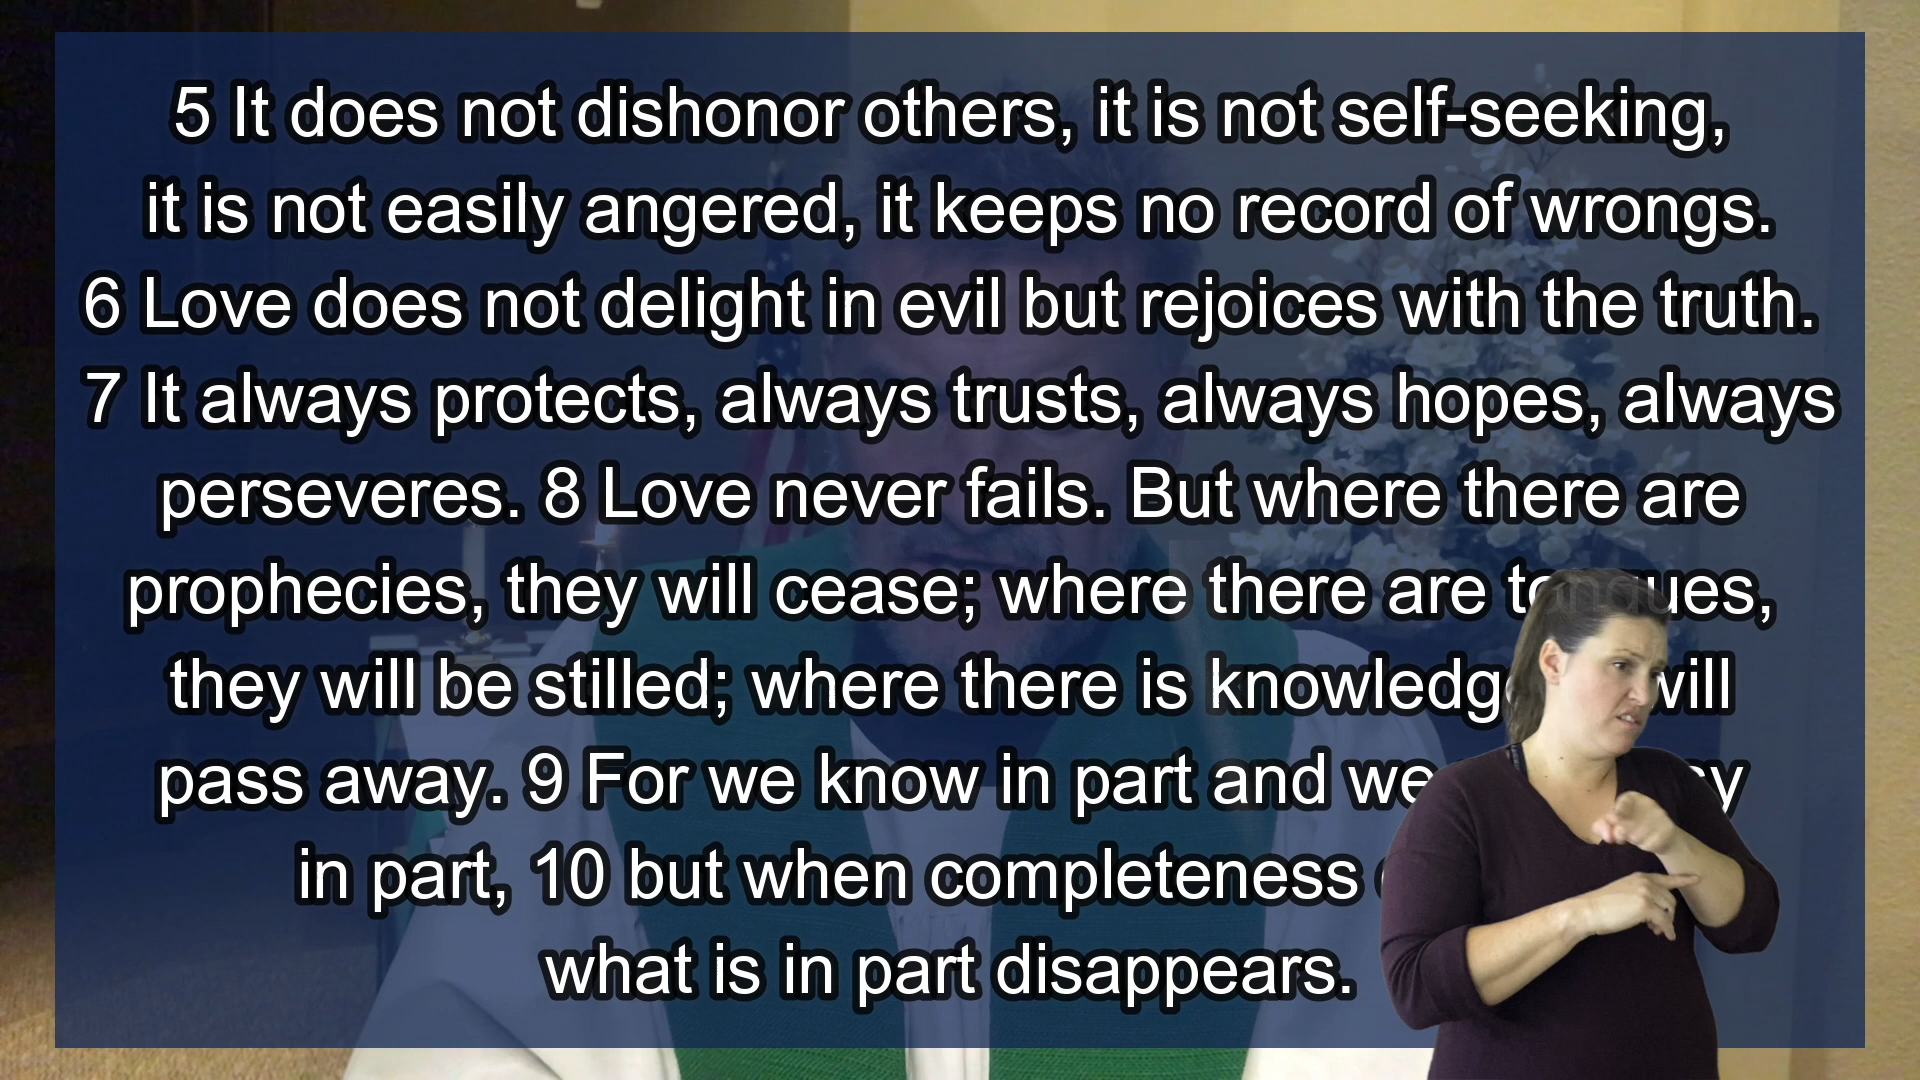 5 It does not dishonor others, it is not self-seeking,
it is not easily angered, it keeps no record of wrongs.
6 Love does not delight in evil but rejoices with the truth.
7 It always protects, always trusts, always hopes, always
perseveres. 8 Love never fails. But where there are
prophecies, they will cease; where there are tongues,
they will be stilled; where there is knowledge will
pass away. 9 For we know in part and we
in part, 10 but when completeness
what is in part disappears.